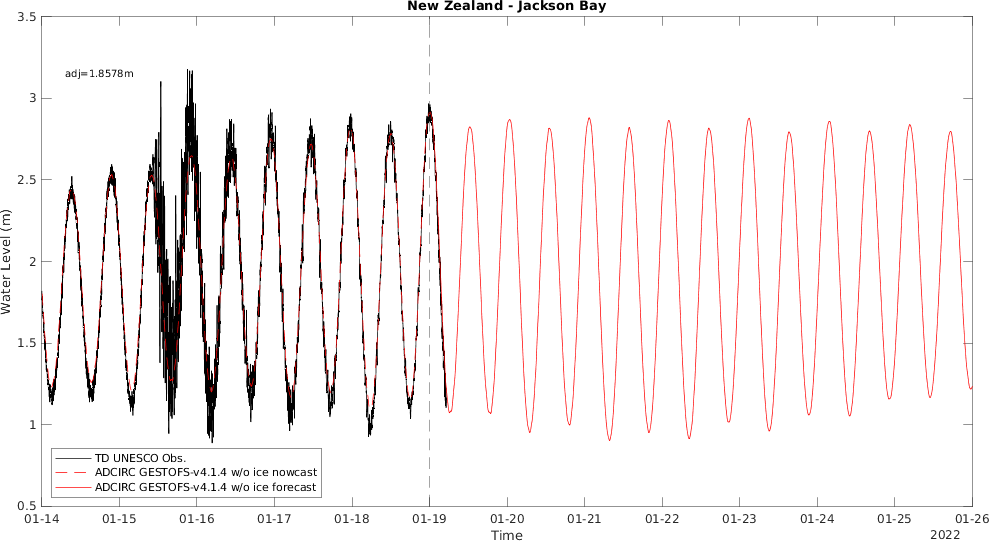 New Zealand - Jackson Bay
3.5
3
2.5
2
1.5
1
0.5
Water Level (m)
adj=1.8578m
TD UNESCO Obs.
ADCIRC GESTOFS-v4.1.4 w/o ice nowcast
ADCIRC GESTOFS-v4.1.4 w/o ice forecast
01-14 01-15 01-16 01-17 01-18 01-19 01-20 01-21 01-22 01-23 01-24 01-25 01-26
Time
2022